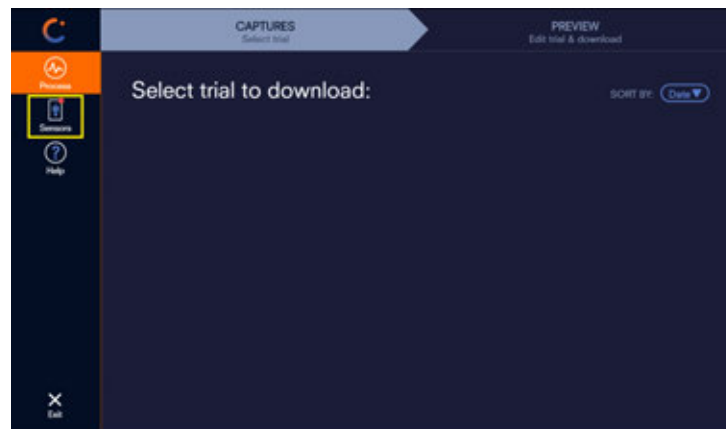 CAPTURES
Select trial
PREVIEW
Edit trial & download
Process
Sensors
Help
Select trial to download:
SORT BY: Date▼
Exit